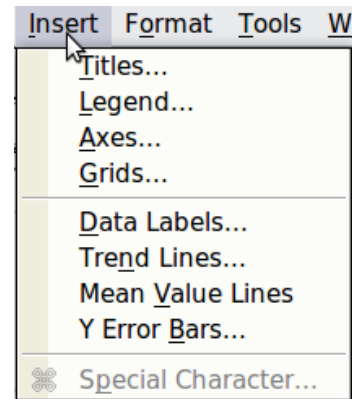 Insert Format Tools W
Titles...
Legend...
Axes...
Grids...
Data Labels...
Trend Lines...
Mean Value Lines
Y Error Bars...
Special Character...